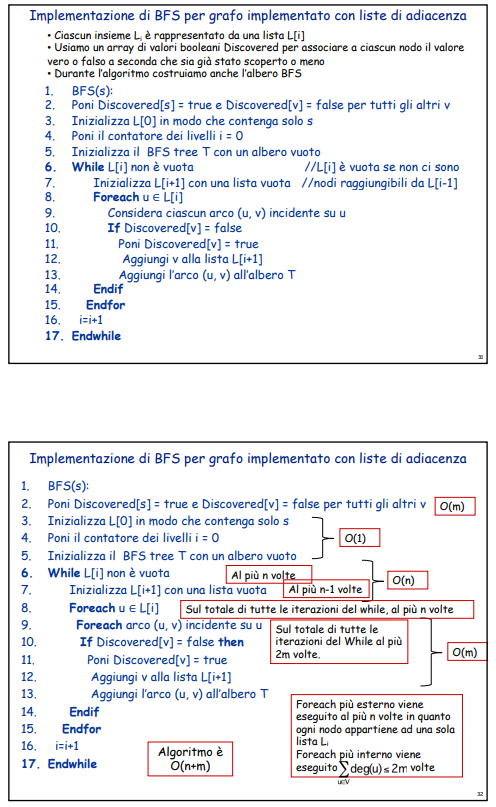 Implementazione di BFS per grafo implementato con liste di adiacenza
• Ciascun insieme Li è rappresentato da una lista L[i]
• Usiamo un array di valori booleani Discovered per associare a ciascun nodo il valore
vero o falso a seconda che sia già stato scoperto o meno
• Durante l'algoritmo costruiamo anche l'albero BFS
1. BFS(s):
2. Poni Discovered[s] = true e Discovered[v] = false per tutti gli altri v
3. Inizializza L[0] in modo che contenga solo s
4. Poni il contatore dei livelli i = 0
5. Inizializza il BFS tree T con un albero vuoto
6. While L[i] non è vuota //L[i] è vuota se non ci sono
7. Inizializza L[i+1] con una lista vuota //nodi raggiungibili da L[i-1]
8. Foreach u ∈ L[i]
9. Considera ciascun arco (u, v) incidente su u
10. If Discovered[v] = false
11. Poni Discovered[v] = true
12. Aggiungi v alla lista L[i+1]
13. Aggiungi l'arco (u, v) all'albero T
14. Endif
15. Endfor
16. i=i+1
17. Endwhile
31
Implementazione di BFS per grafo implementato con liste di adiacenza
1. BFS(s):
2. Poni Discovered[s] = true e Discovered[v] = false per tutti gli altri v O(m)
3. Inizializza L[0] in modo che contenga solo s
4. Poni il contatore dei livelli i = 0 O(1)
5. Inizializza il BFS tree T con un albero vuoto
6. While L[i] non è vuota Al più n volte
7. Inizializza L[i+1] con una lista vuota Al più n-1 volte O(n)
8. Foreach u ∈ L[i] Sul totale di tutte le iterazioni del while, al più n volte
9. Foreach arco (u, v) incidente su u
10. If Discovered[v] = false then
11. Poni Discovered[v] = true
12. Aggiungi v alla lista L[i+1]
13. Aggiungi l'arco (u, v) all'albero T
14. Endif
15. Endfor
16. i=i+1
17. Endwhile
Sul totale di tutte le
iterazioni del While al più
2m volte.
O(m)
Foreach più esterno viene
eseguito al più n volte in quanto
ogni nodo appartiene ad una sola
lista Li
Foreach più interno viene
eseguito ∑ deg(u) ≤ 2m volte
u∈V
Algoritmo è
O(n+m)
32